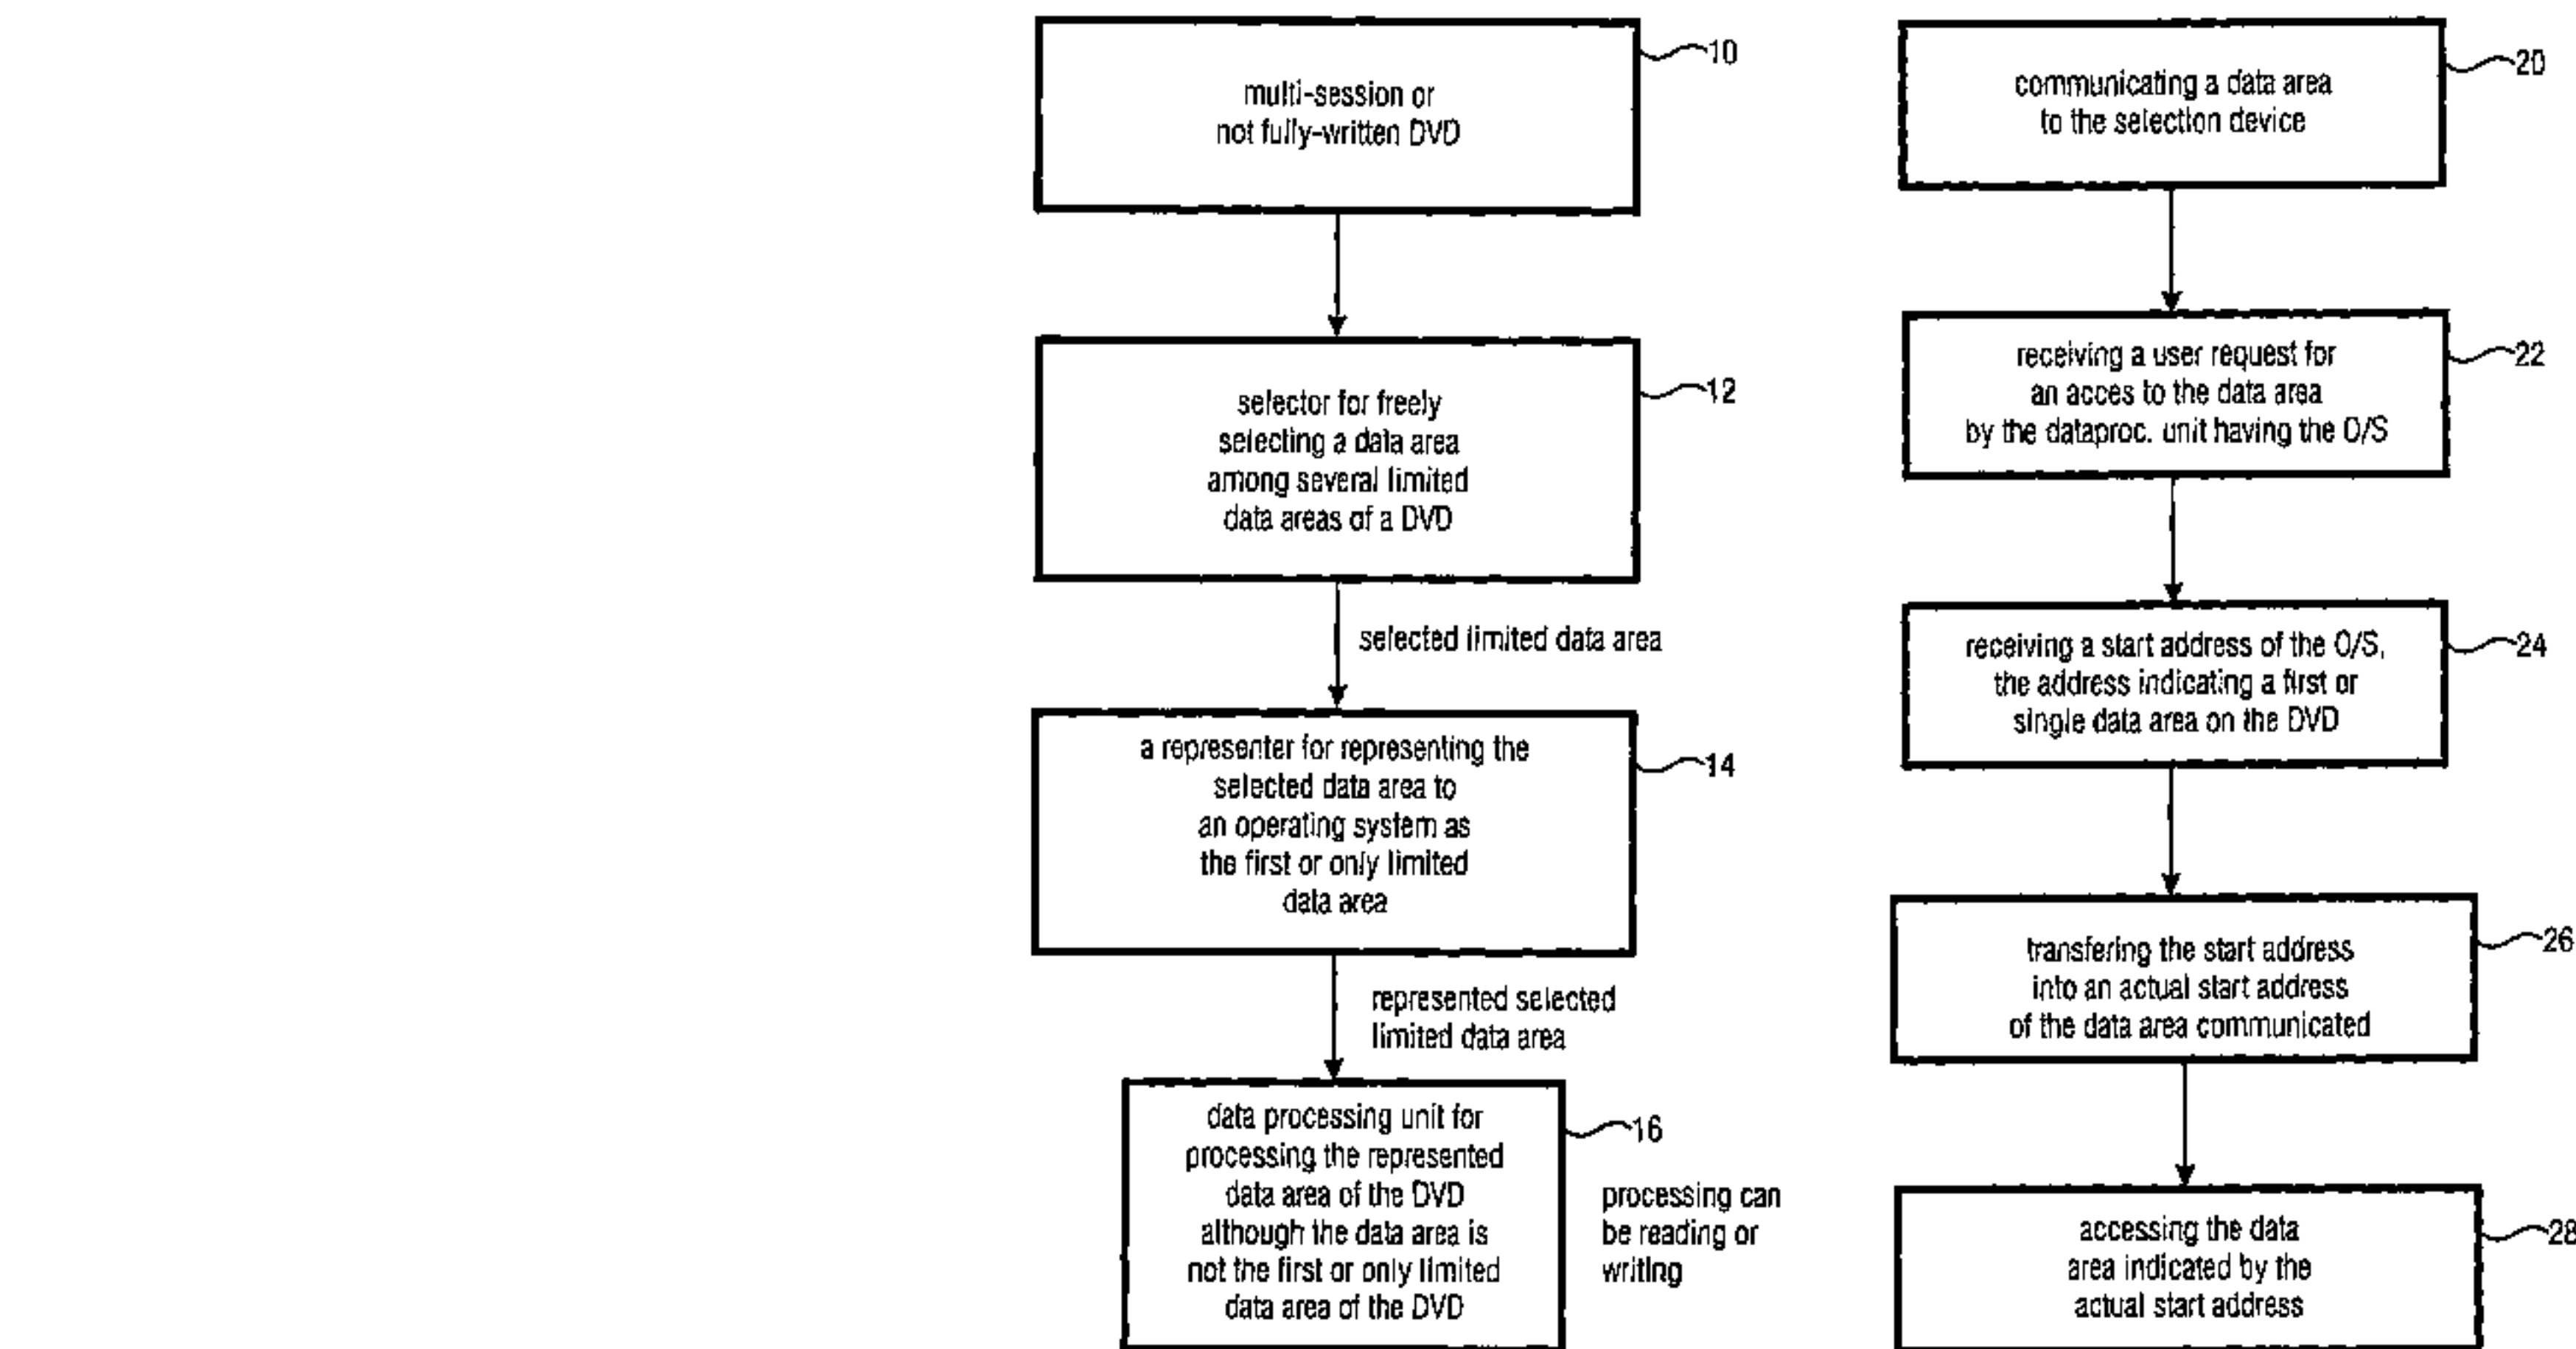 multi-session or
not fully-written DVD
10
selector for freely
selecting a data area
among several limited
data areas of a DVD
12
selected limited data area
a representer for representing the
selected data area to
an operating system as
the first or only limited
data area
14
represented selected
limited data area
data processing unit for
processing the represented
data area of the DVD
although the data area is
not the first or only limited
data area of the DVD
16
processing can
be reading or
writing
communicating a data area
to the selection device
20
receiving a user request for
an acces to the data area
by the dataproc. unit having the O/S
22
receiving a start address of the O/S,
the address indicating a first or
single data area on the DVD
24
transfering the start address
into an actual start address
of the data area communicated
26
accessing the data
area indicated by the
actual start address
28